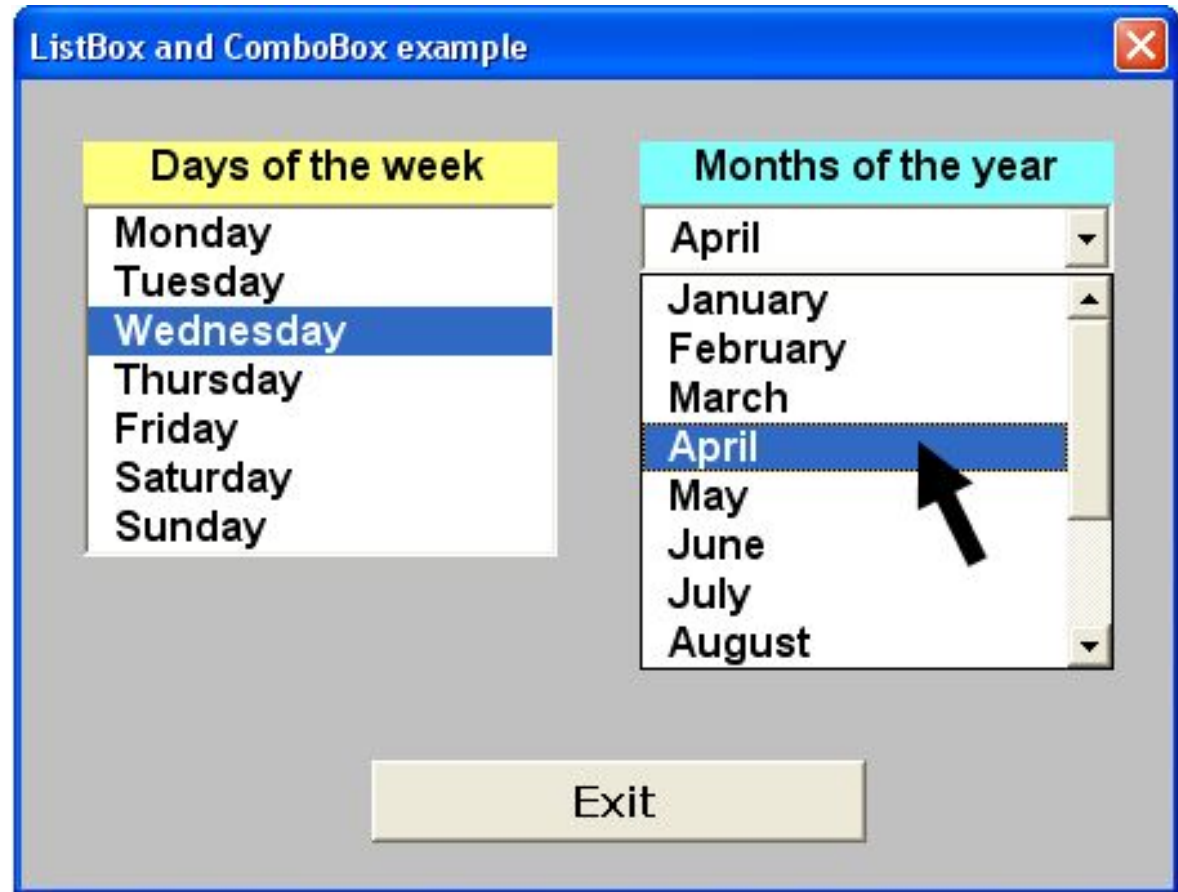 ListBox and ComboBox example
Days of the week
Monday
Tuesday
Wednesday
Thursday
Friday
Saturday
Sunday
Months of the year
April
January
February
March
April
May
June
July
August
Exit